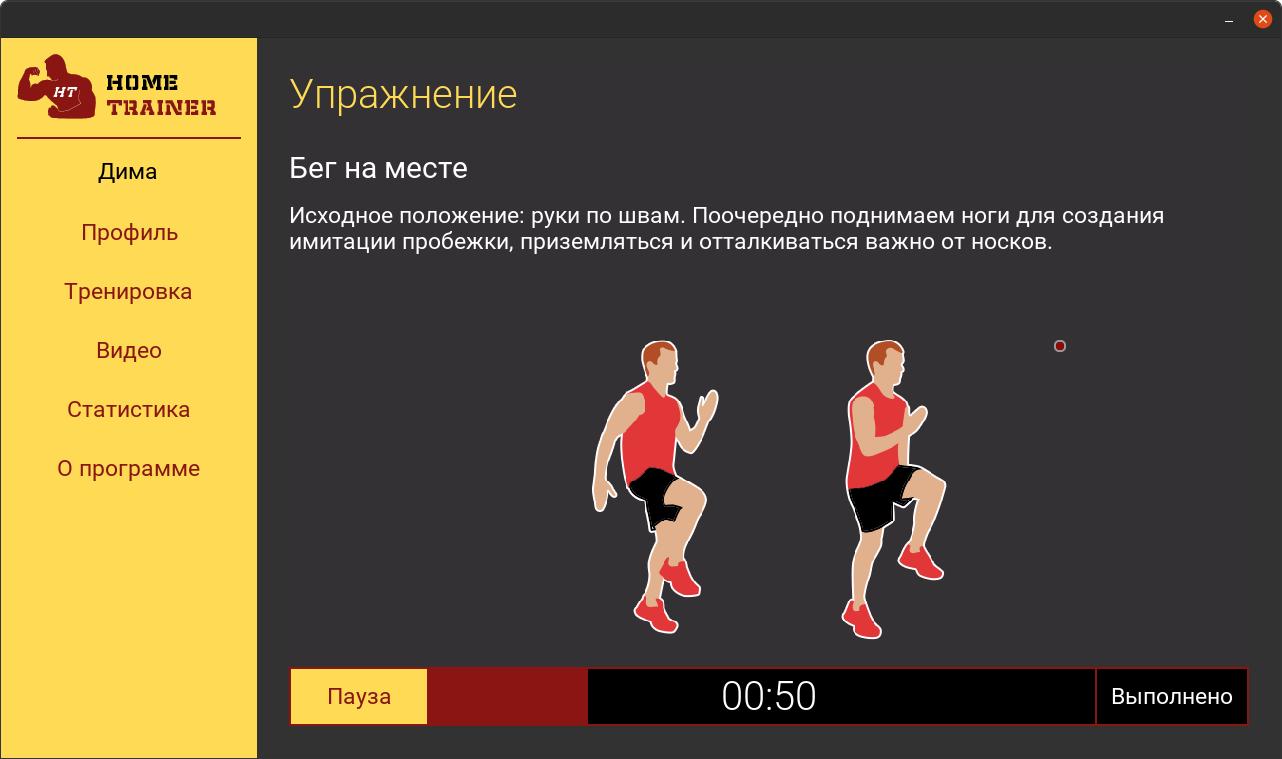 HT
HOME
TRAINER
Дима
Профиль
Тренировка
Видео
Статистика
О программе
Упражнение
Бег на месте
Исходное положение: руки по швам. Поочередно поднимаем ноги для создания
имитации пробежки, приземляться и отталкиваться важно от носков.
Пауза
00:50
Выполнено